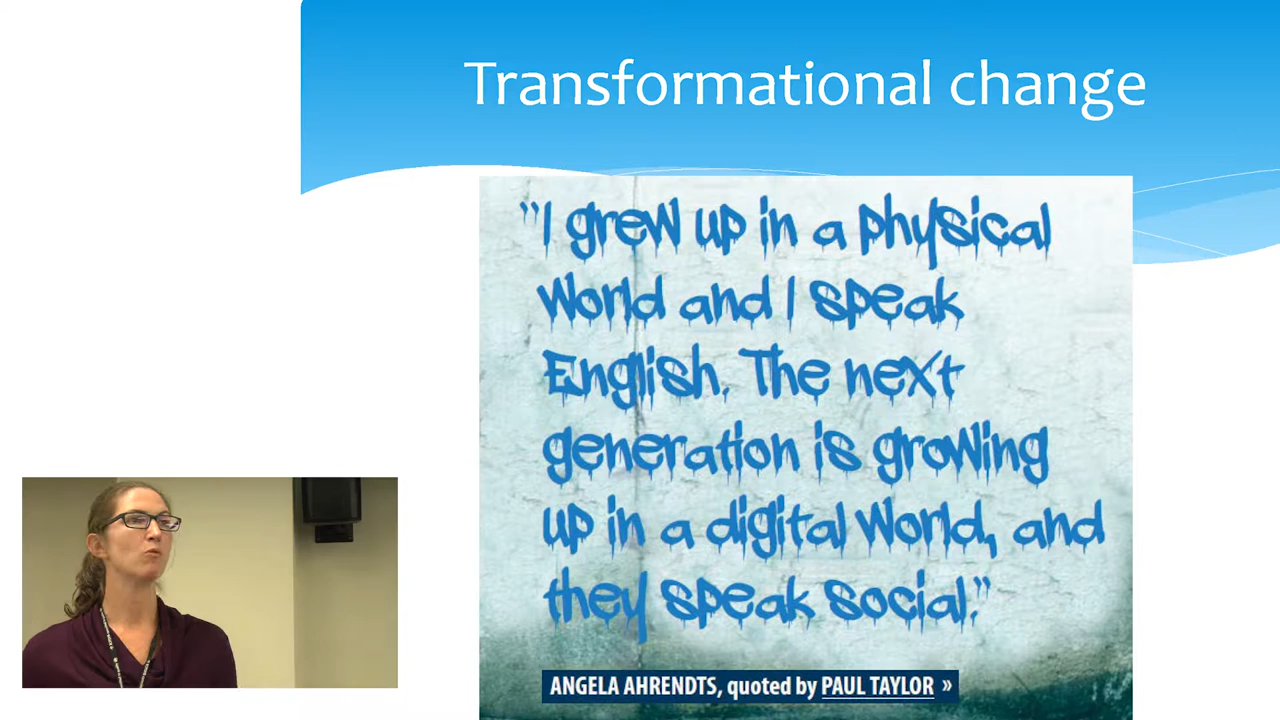 Transformational change
"I grew up in a physical
World and I speak
English. The next
generation is growing
up in a digital World, and
they speak social."
ANGELA AHRENDTS, quoted by PAUL TAYLOR »